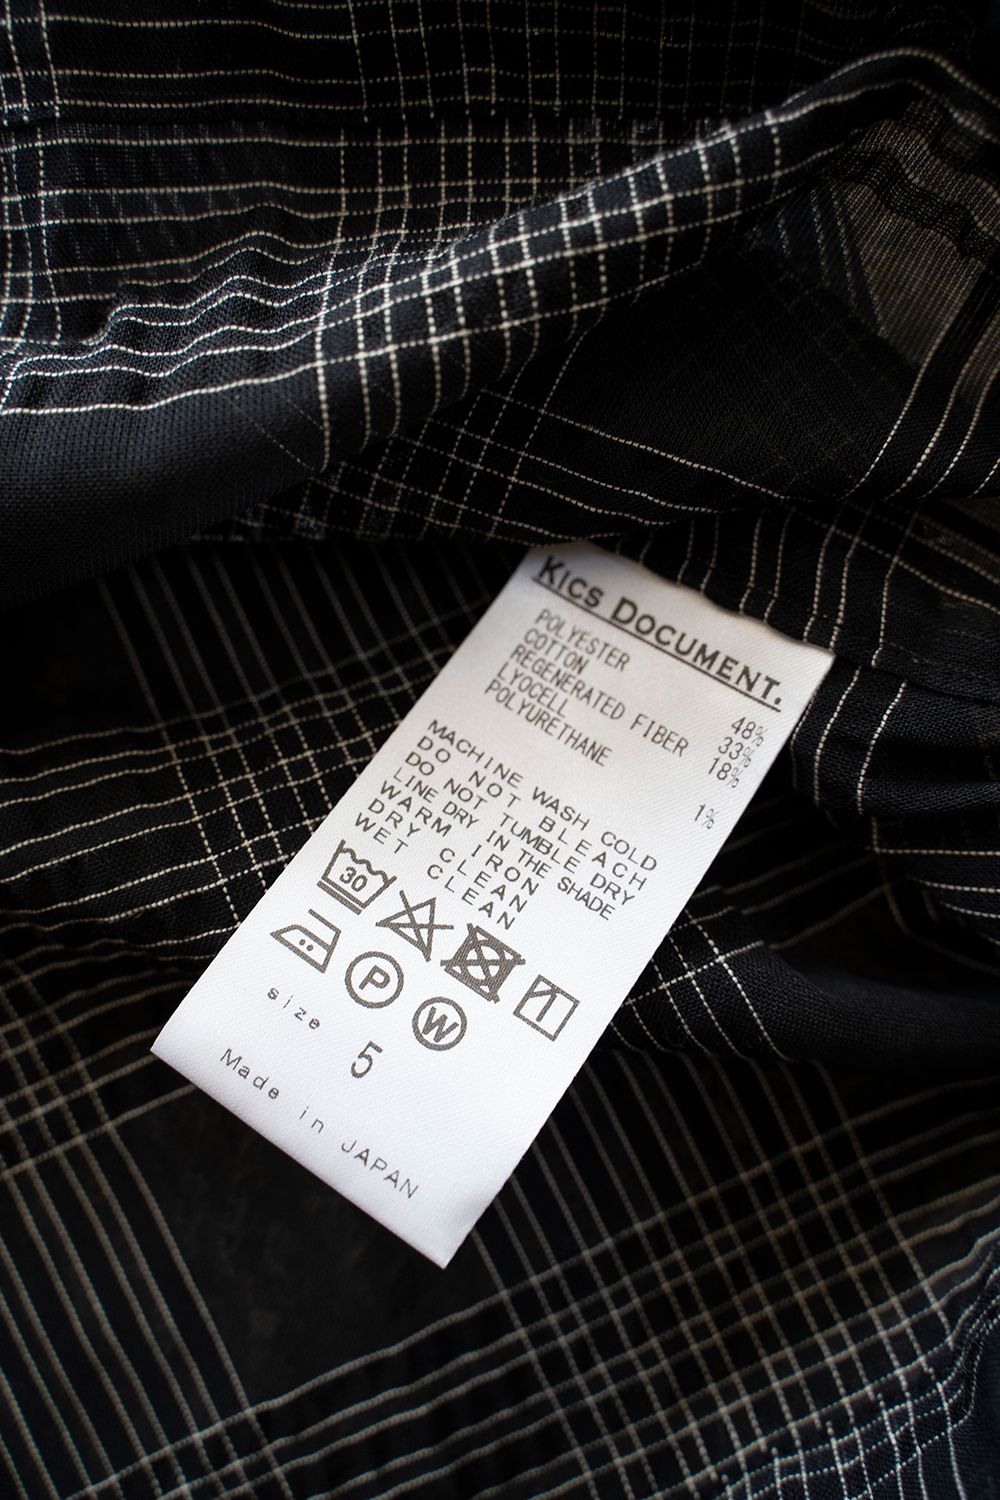 KICS DOCUMENT.
POLYESTER 48%
COTTON 33%
REGENERATED FIBER 18%
LYOCELL
POLYURETHANE 1%
MACHINE WASH COLD
DO NOT BLEACH
DO NOT TUMBLE DRY
LINE DRY IN THE SHADE
WARM IRON
DRY CLEAN
WET CLEAN
30
P
W
size
5
Made in JAPAN